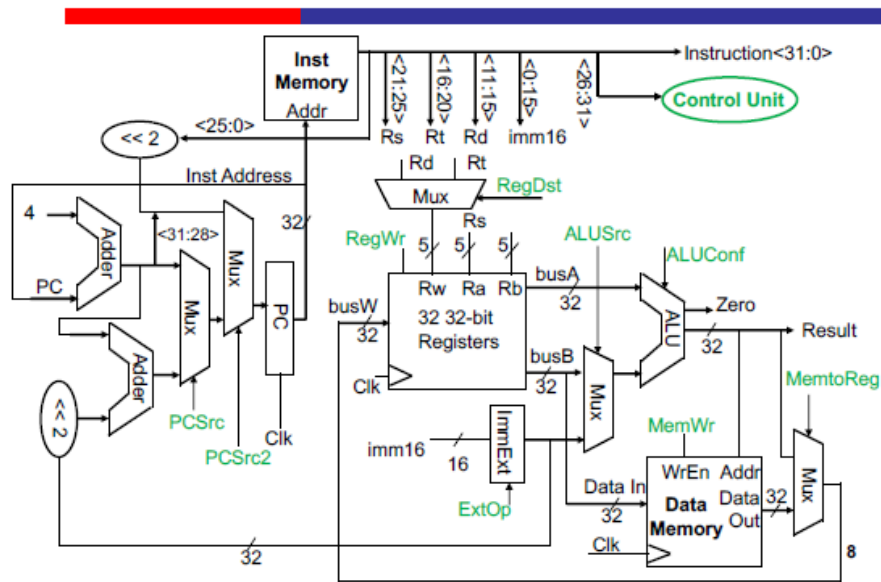 Inst
Memory
Addr
<21:25>
<16:20>
<11:15>
<0:15>
<26:31>
Instruction<31:0>
Control Unit
<25:0>
<< 2
Rs
Rt
Rd
imm16
Rd
Rt
Inst Address
Mux
RegDst
4
Adder
<31:28>
Mux
32
Rs
RegWr
5
5
5
ALUSrc
ALUConf
PC
Mux
PC
busW
32
Rw
Ra
Rb
32 32-bit
Registers
busA
32
ALU
Zero
32
Result
Adder
Clk
busB
32
Mux
MemtoReg
<< 2
PCSrc
PCSrc2
Clk
imm16
16
ImmExt
ExtOp
MemWr
WrEn
Addr
Data In
32
Data
Memory
Data
Out
32
Mux
Clk
32
8